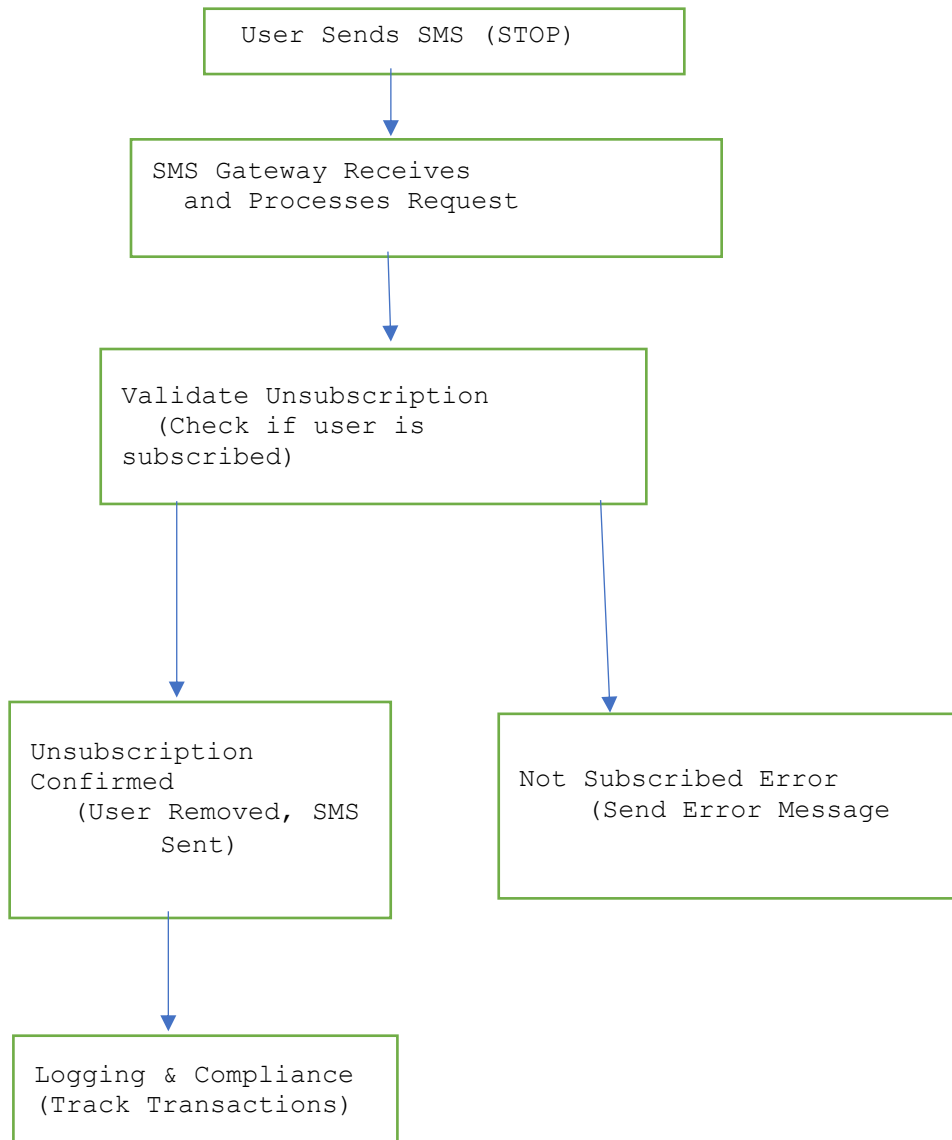 User Sends SMS (STOP)
SMS Gateway Receives
and Processes Request
Validate Unsubscription
(Check if user is
subscribed)
Unsubscription
Confirmed
(User Removed, SMS
Sent)
Not Subscribed Error
(Send Error Message
Logging & Compliance
(Track Transactions)